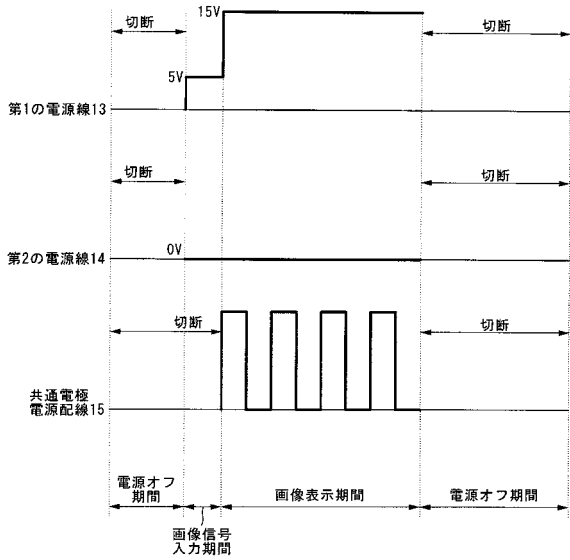 15V
切断
切断
5V
第1の電源線13
切断
切断
0V
第2の電源線14
切断
切断
共通電極
電源配線15
電源オフ
期間
画像表示期間
電源オフ期間
画像信号
入力期間